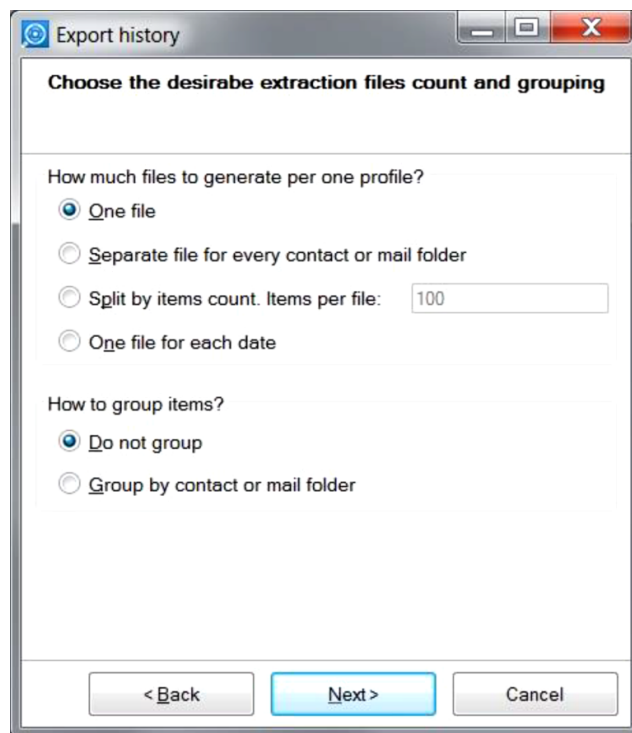 Export history
Choose the desirabe extraction files count and grouping
How much files to generate per one profile?
One file
Separate file for every contact or mail folder
Split by items count. Items per file: 100
One file for each date
How to group items?
Do not group
Group by contact or mail folder
< Back Next > Cancel